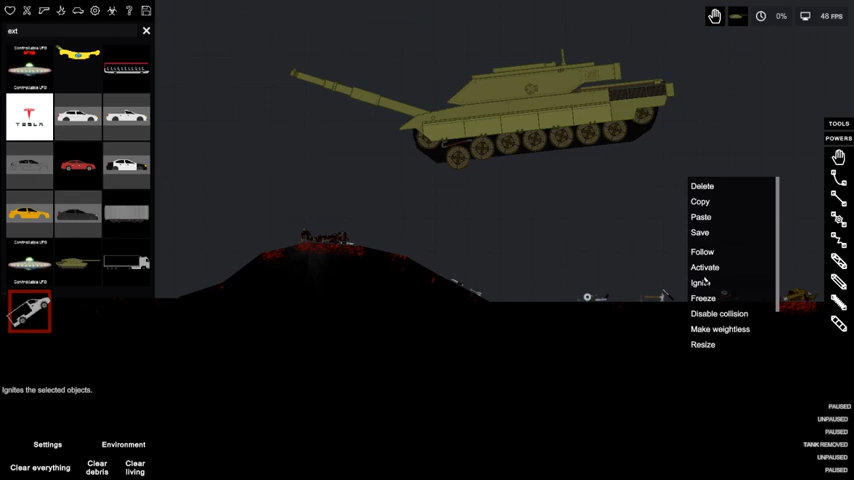 0%
48 FPS
ext
Controllable UFO
Controllable UFO
TESLA
TOOLS
POWERS
Controllable UFO
Delete
Copy
Paste
Save
Follow
Activate
Freeze
Disable collision
Make weightless
Resize
Ignites the selected objects.
PAUSED
UNPAUSED
PAUSED
TANK REMOVED
UNPAUSED
PAUSED
Settings
Environment
Clear everything
Clear
debris
Clear
living